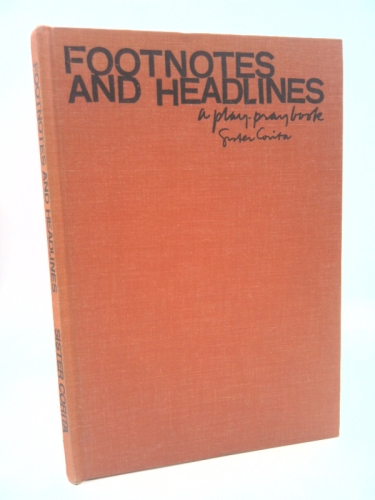 FOOTNOTES
AND HEADLINES
a play-pray book
Sister Corita
FOOTNOTES AND HEADLINES
SISTER CORITA